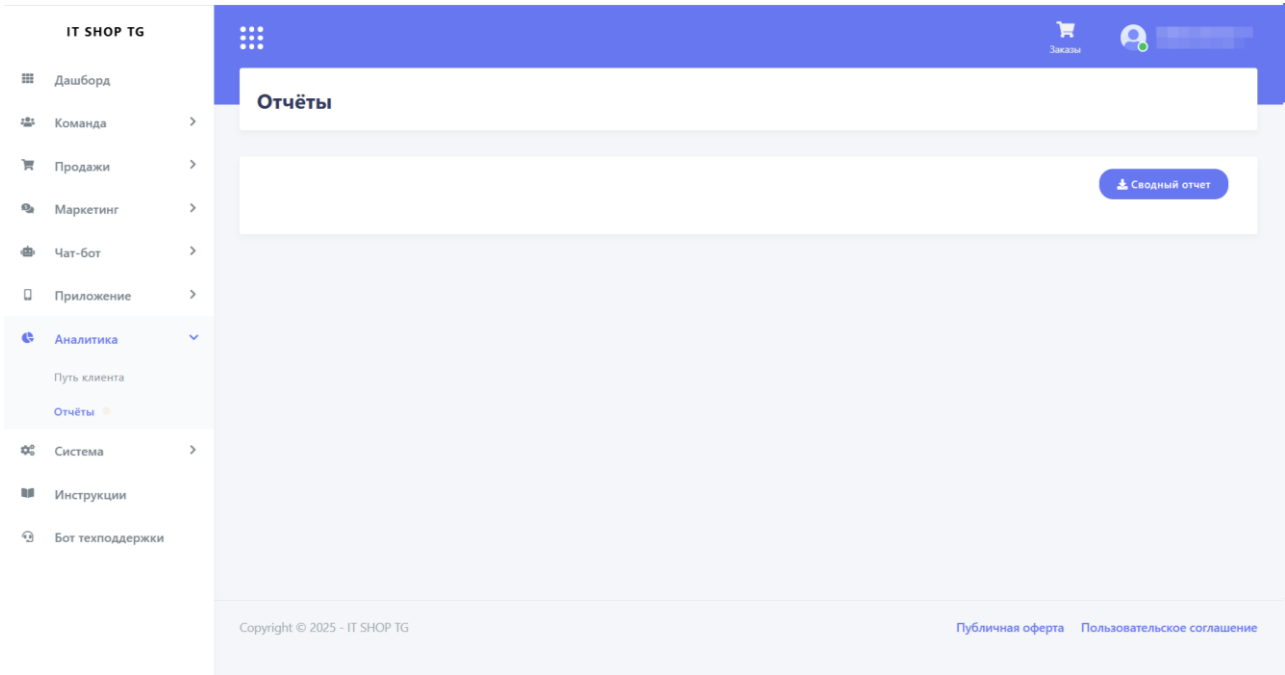 IT SHOP TG
Заказы
Дашборд
Команда
Продажи
Маркетинг
Чат-бот
Приложение
Аналитика
Путь клиента
Отчёты
Система
Инструкции
Бот техподдержки
Отчёты
Сводный отчет
Copyright © 2025 - IT SHOP TG
Публичная оферта
Пользовательское соглашение